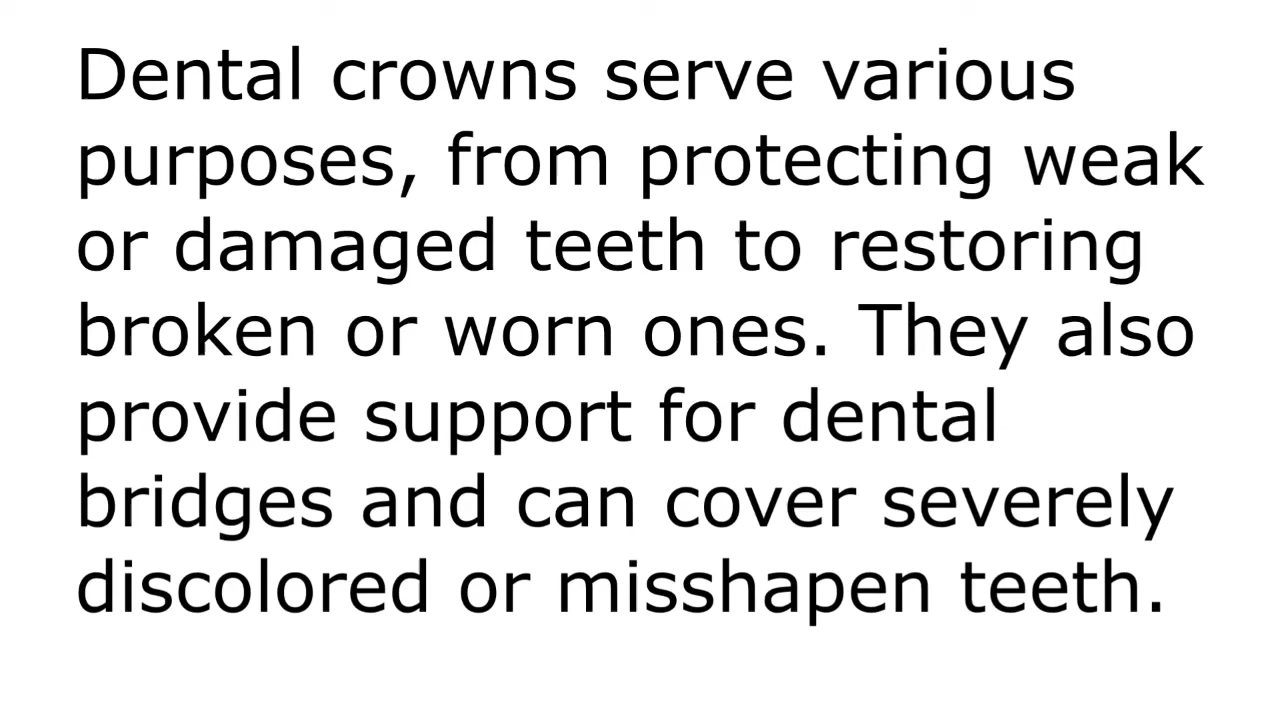 Dental crowns serve various
purposes, from protecting weak
or damaged teeth to restoring
broken or worn ones. They also
provide support for dental
bridges and can cover severely
discolored or misshapen teeth.